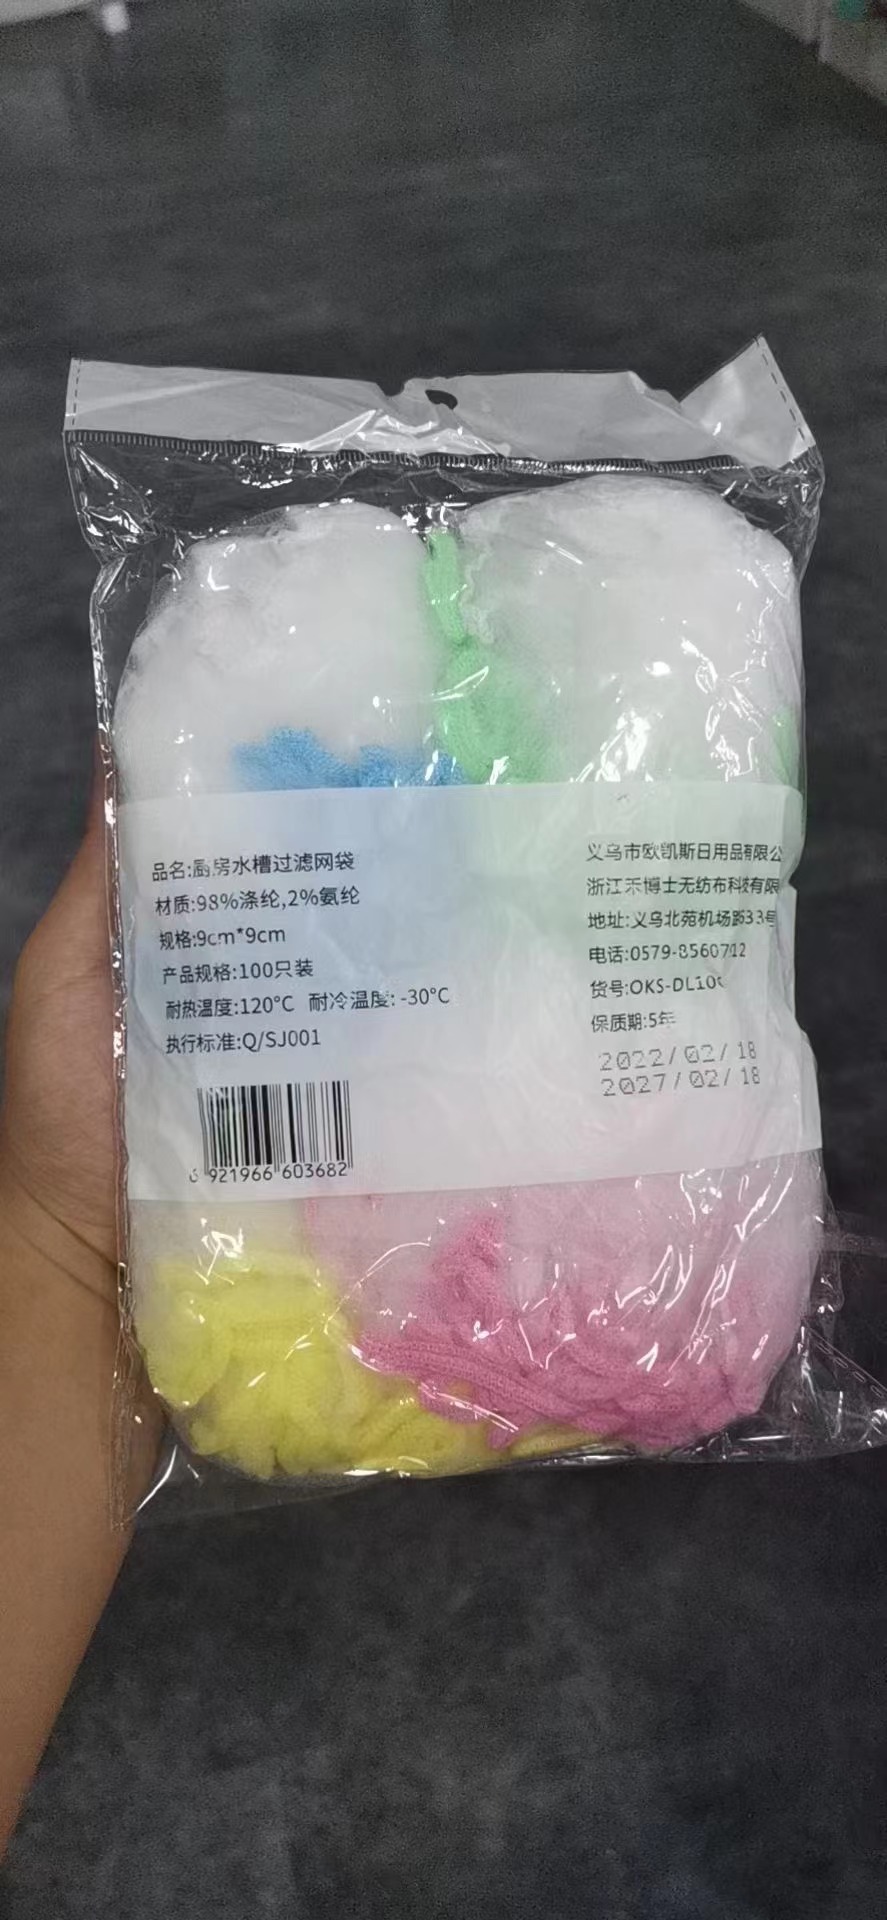 品名:厨房水槽过滤网袋
材质:98%涤纶,2%氨纶
规格:9cm*9cm
产品规格:100只装
耐热温度:120°C 耐冷温度: -30°C
执行标准:Q/SJ001
6 921966 603682
义乌市欧凯斯日用品有限公
浙江禾博士无纺布科技有限
地址:义乌北苑机场路33号
电话:0579-8560712
货号:OKS-DL10
保质期:5年
2022/02/18
2027/02/18